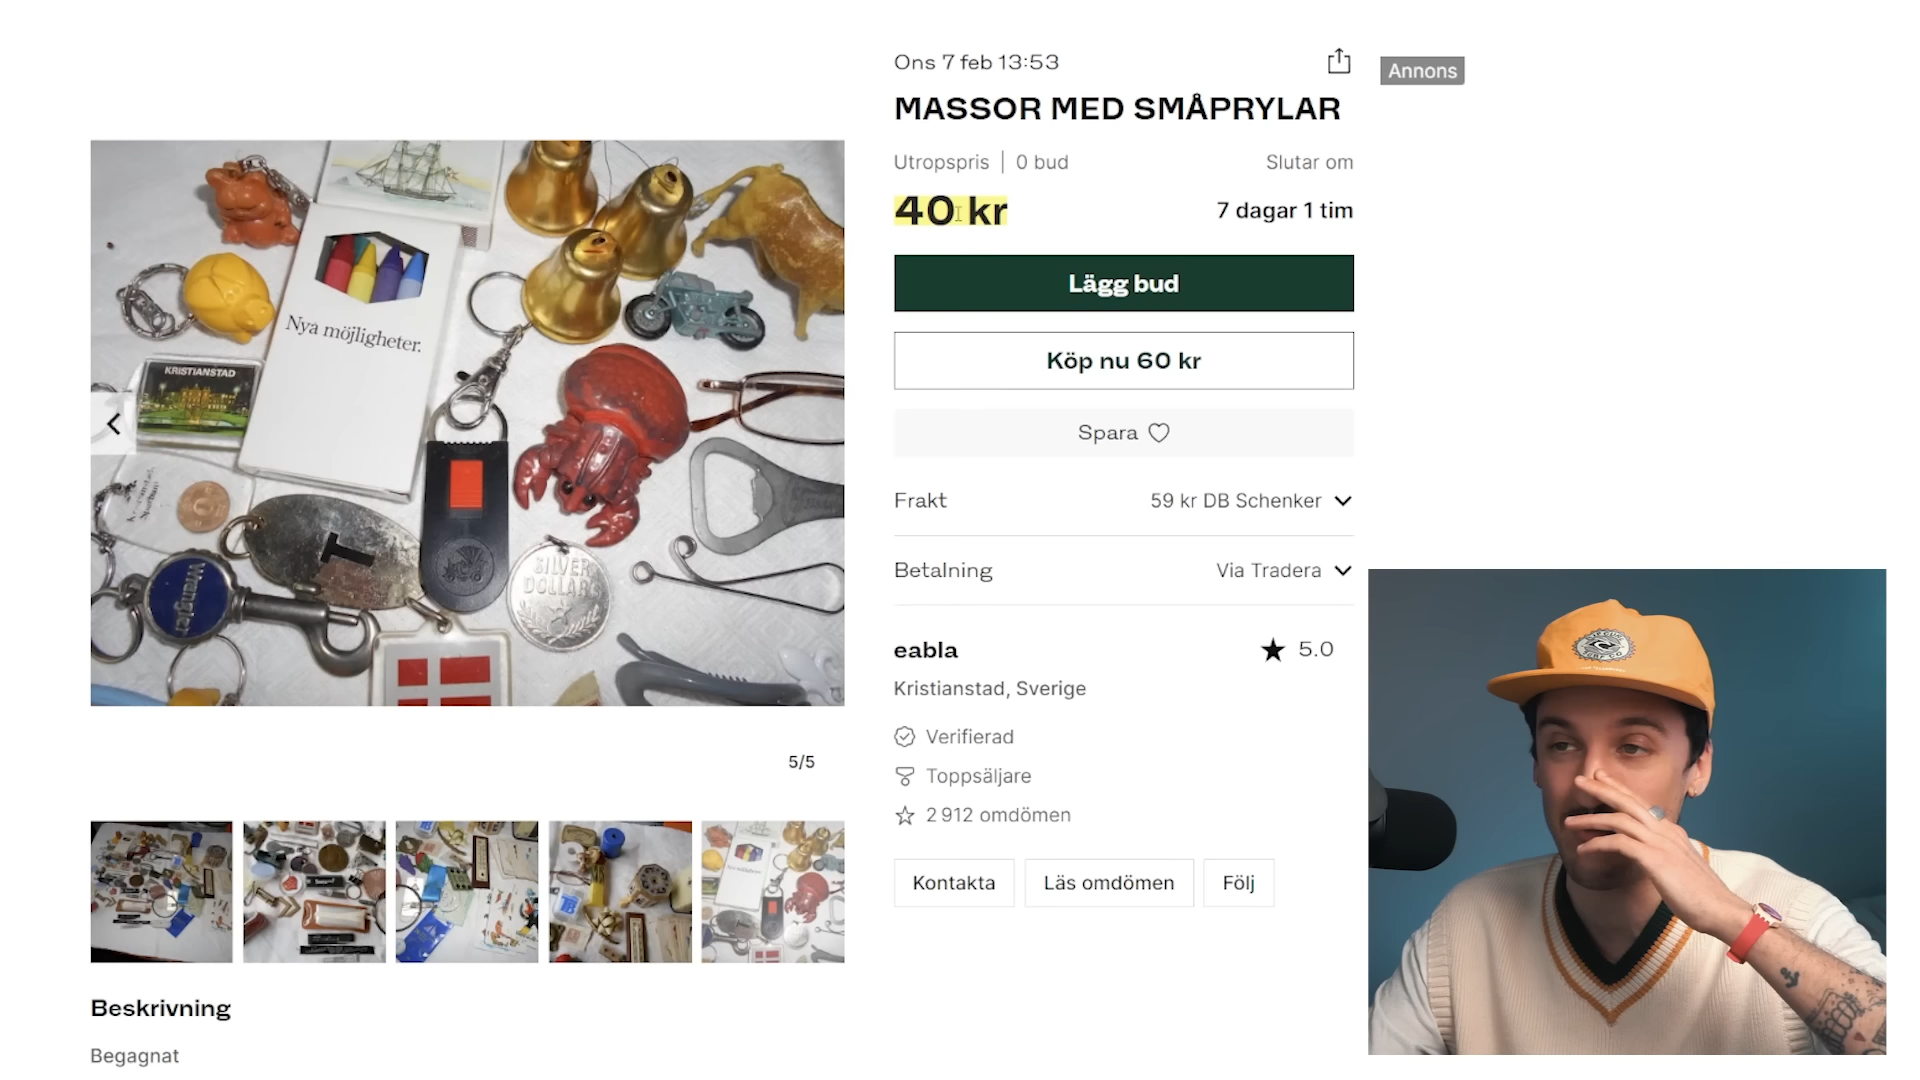 Ons 7 feb 13:53
Annons
MASSOR MED SMÅPRYLAR
Utropspris | 0 bud
Slutar om
40 kr
7 dagar 1 tim
Lägg bud
Köp nu 60 kr
Spara
Frakt
59 kr DB Schenker
Betalning
Via Tradera
eabla
5.0
Kristianstad, Sverige
Verifierad
Toppsäljare
2 912 omdömen
Kontakta
Läs omdömen
Följ
Nya möjligheter.
KRISTIANSTAD
T
Wrangler
SILVER
DOLLAR
5/5
Beskrivning
Begagnat